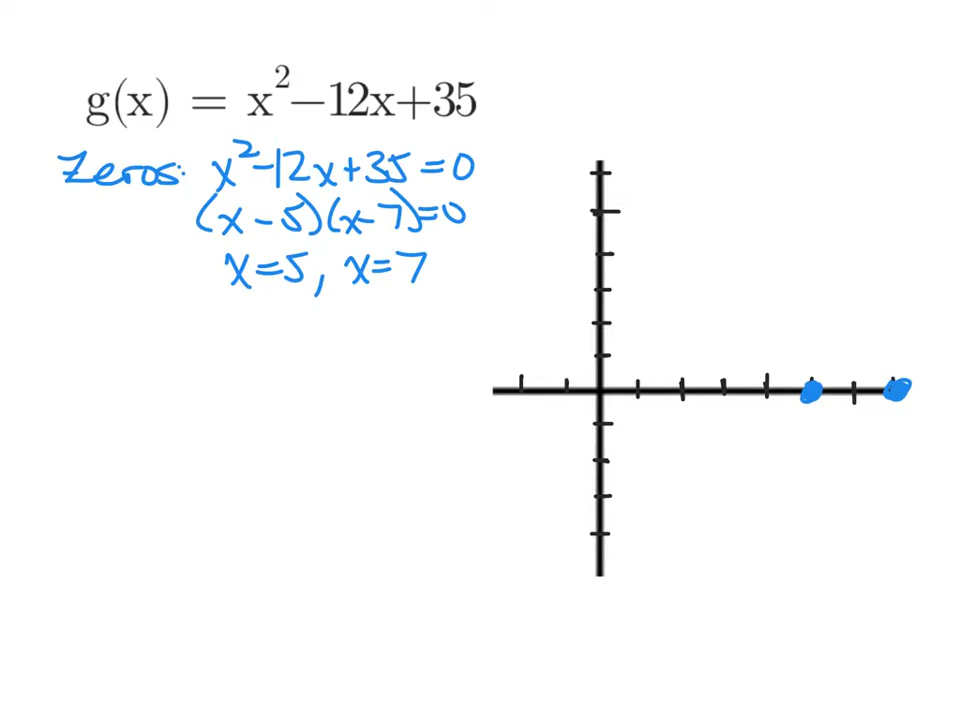 g(x) = x²−12x+35
Zeros: x²-12x+35=0
(x-5)(x-7)=0
x=5, x=7